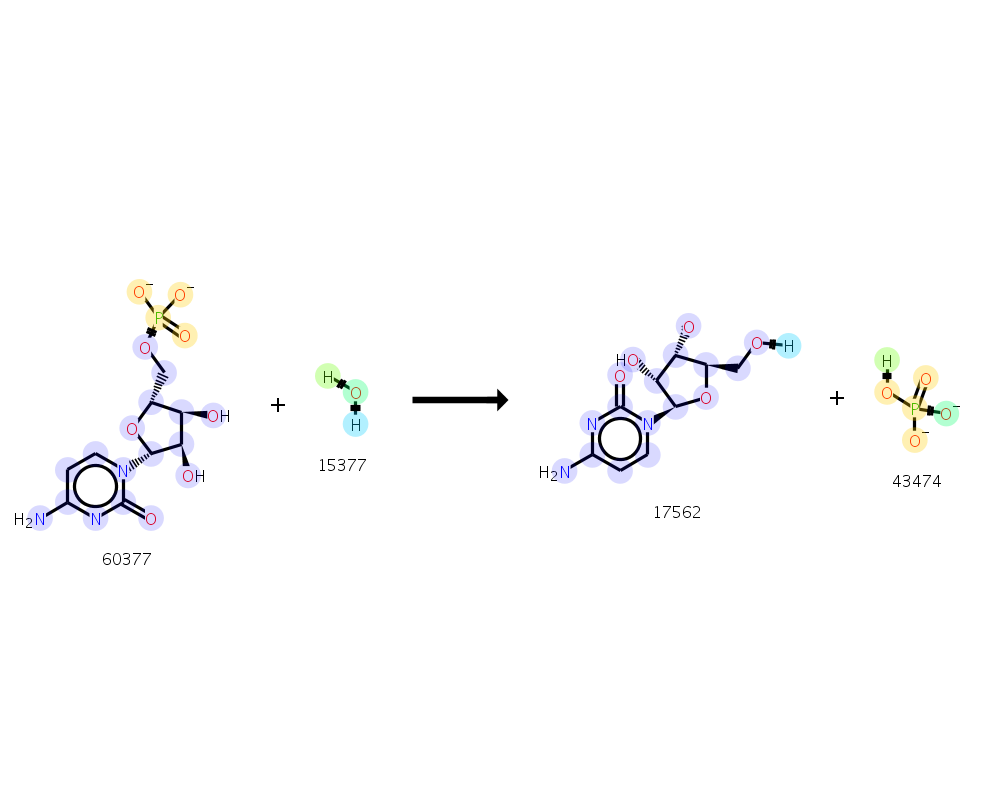 O⁻ O⁻
P
O
O
OH
O
OH
N
H₂N N O
60377
+
H
O
H
15377
O
HO O H
O
O
N N
H₂N
17562
+
H
O O
P O⁻
O⁻
43474